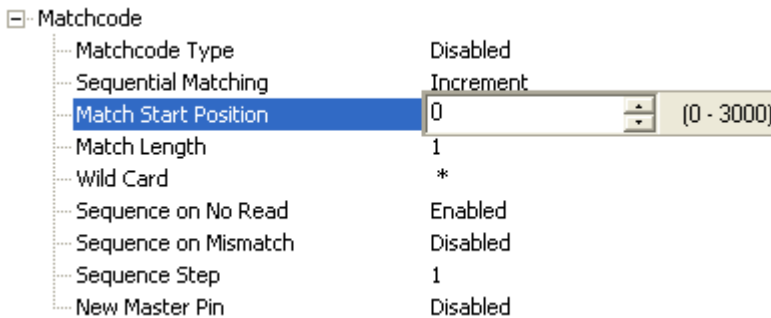 Matchcode
Matchcode Type Disabled
Sequential Matching Increment
Match Start Position 0 (0 - 3000)
Match Length 1
Wild Card *
Sequence on No Read Enabled
Sequence on Mismatch Disabled
Sequence Step 1
New Master Pin Disabled